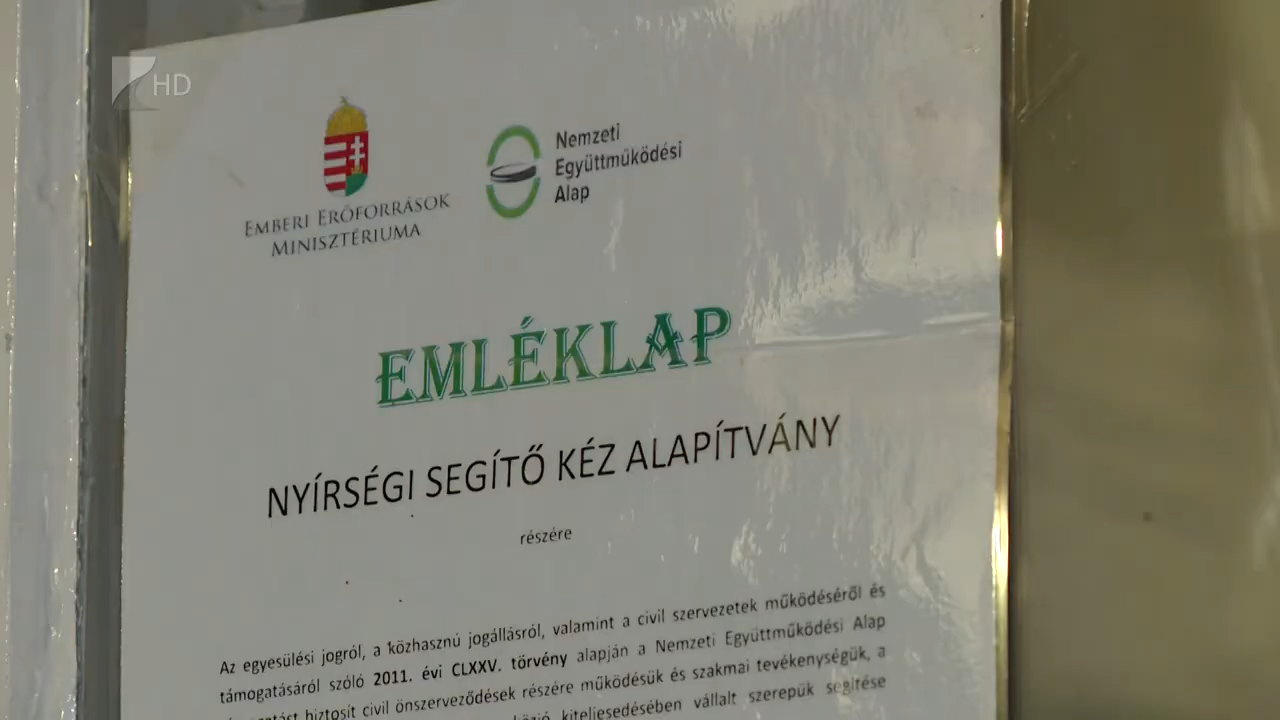 HD
EMBERI ERŐFORRÁSOK
MINISZTÉRIUMA
Nemzeti
Együttműködési
Alap
EMLÉKLAP
NYÍRSÉGI SEGÍTŐ KÉZ ALAPÍTVÁNY
részére
Az egyesülési jogról, a közhasznú jogállásról, valamint a civil szervezetek működéséről és
támogatásáról szóló 2011. évi CLXXV. törvény alapján a Nemzeti Együttműködési Alap
biztosít civil önszerveződések részére működésük és szakmai tevékenységük, a
kiteljesedésében vállalt szerepük segítése